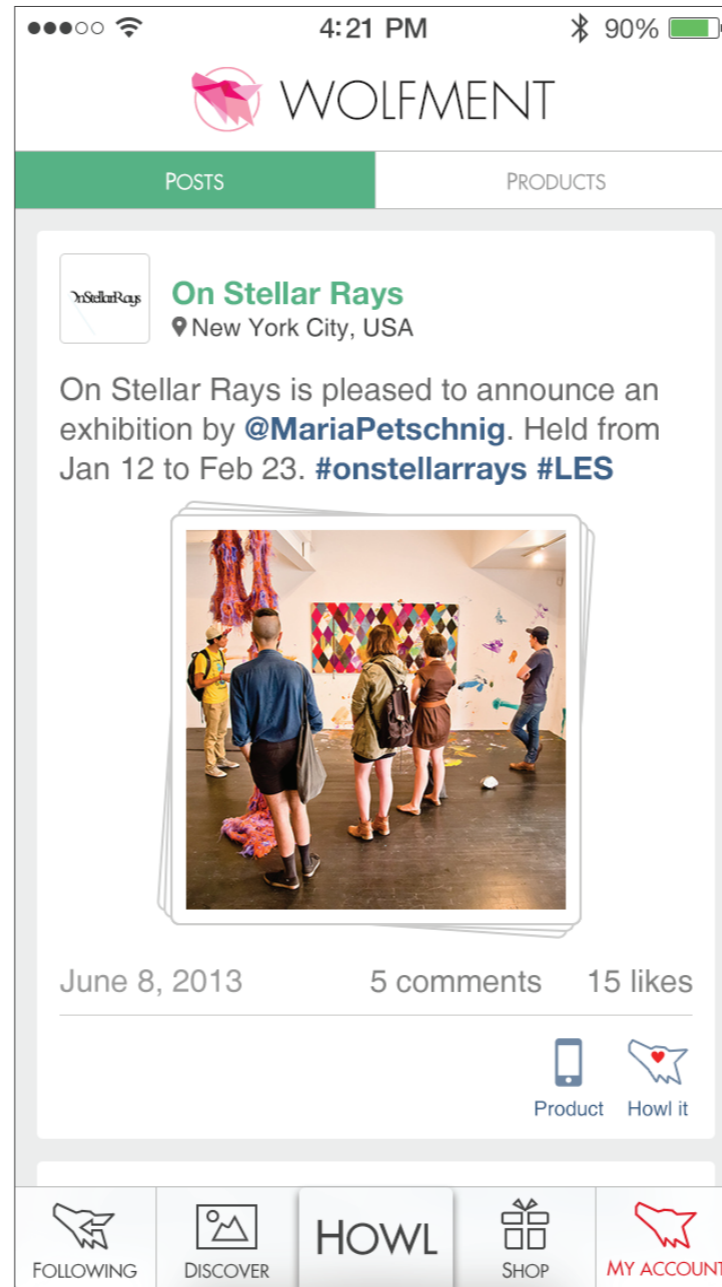 4:21 PM
90%
WOLFMENT
POSTS
PRODUCTS
OnStellarRays
On Stellar Rays
New York City, USA
On Stellar Rays is pleased to announce an
exhibition by @MariaPetschnig. Held from
Jan 12 to Feb 23. #onstellarrays #LES
June 8, 2013
5 comments
15 likes
Product
Howl it
FOLLOWING
DISCOVER
HOWL
SHOP
MY ACCOUNT